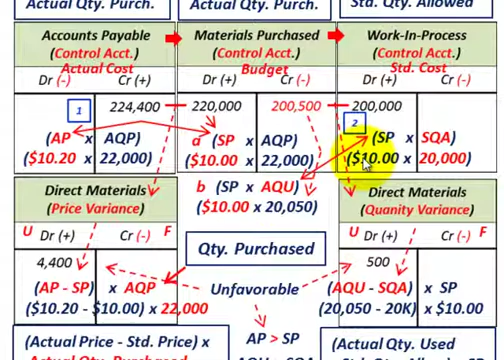 Actual Qty. Purch. Actual Qty. Purch. Std. Qty. Allowed
Accounts Payable Materials Purchased Work-In-Process
(Control Acct.) (Control Acct.) (Control Acct.)
Actual Cost Budget Std. Cost
Dr (-) Cr (+) Dr (+) Cr (-) Dr (+) Cr (-)
224,400 220,000 200,500 200,000
1 2
(AP x AQP) a (SP x AQP) (SP x SQA)
($10.20 x 22,000) ($10.00 x 22,000) ($10.00 x 20,000)
b (SP x AQU)
($10.00 x 20,050)
Direct Materials Direct Materials
(Price Variance) (Quanity Variance)
U Dr (+) Cr (-) F U Dr (+) Cr (-) F
Qty. Purchased
4,400 500
(AP - SP) x AQP Unfavorable (AQU - SQA) x SP
($10.20 - $10.00) x 22,000 (20,050 - 20K) x $10.00
(Actual Price - Std. Price) x AP > SP (Actual Qty. Used
Actual Qty. Purchased